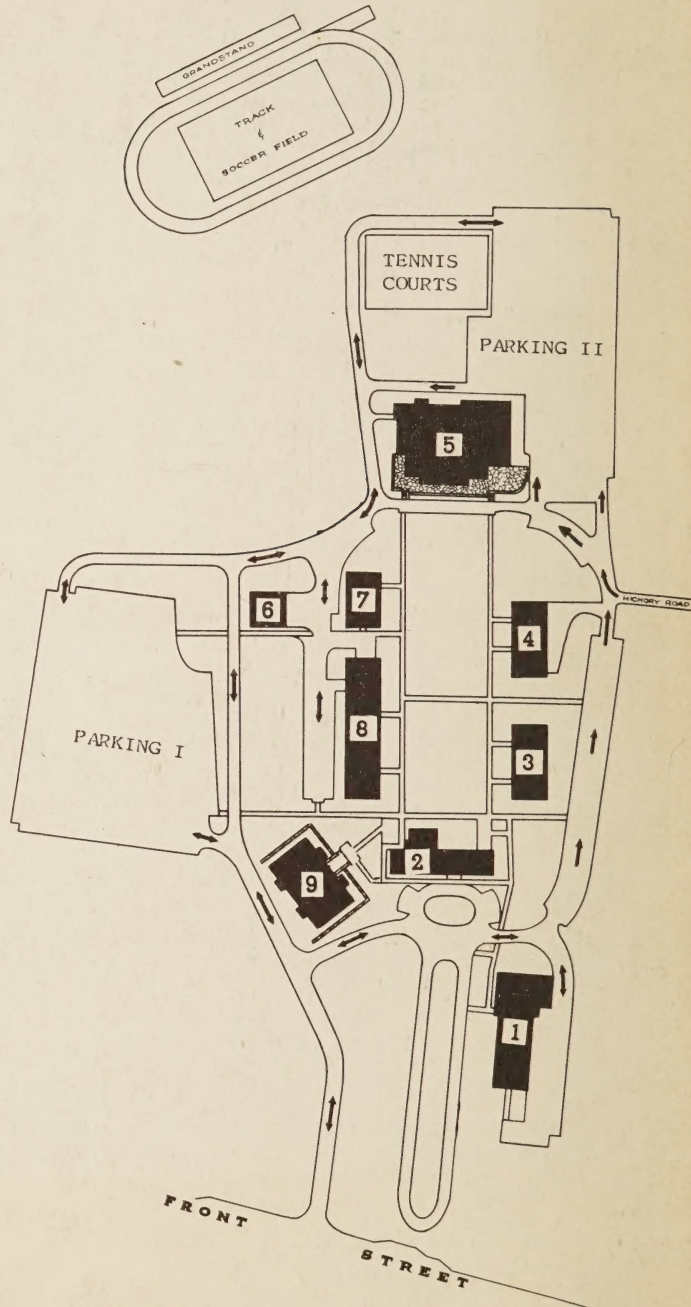 GRANDSTAND
TRACK
&
SOCCER FIELD
TENNIS
COURTS
PARKING II
5
HICKORY ROAD
6
7
4
8
PARKING I
3
2
9
1
FRONT
STREET